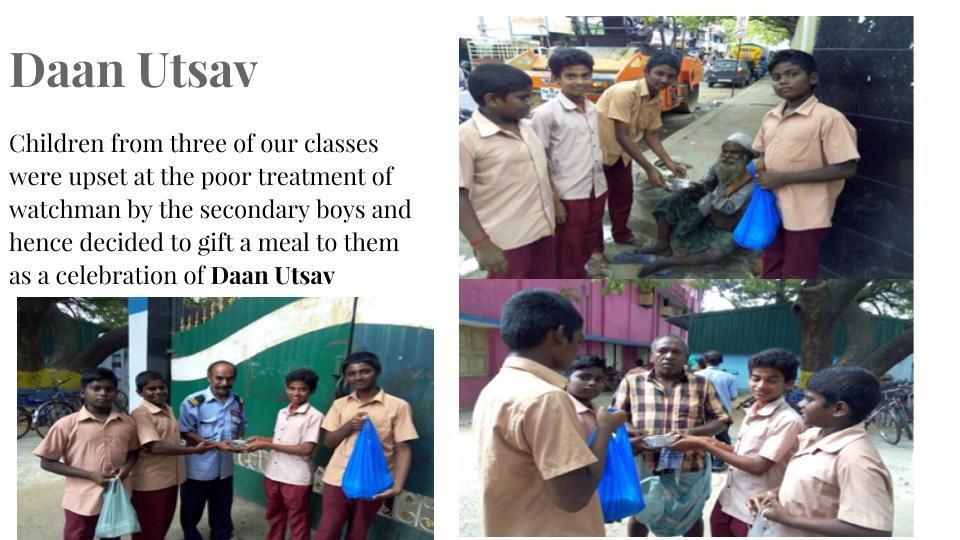 Daan Utsav
Children from three of our classes
were upset at the poor treatment of
watchman by the secondary boys and
hence decided to gift a meal to them
as a celebration of Daan Utsav